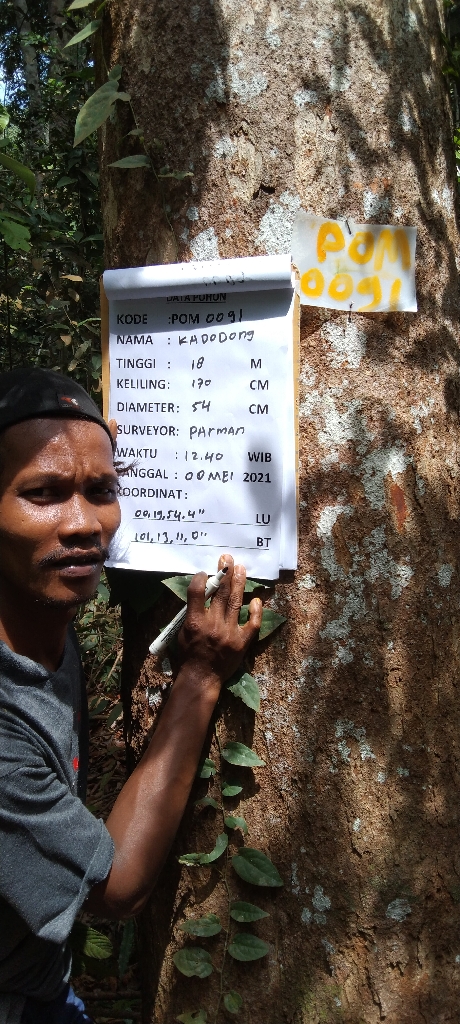 POM
0091
DATA POHON
KODE : POM 0091
NAMA : KADODONG
TINGGI : 18 M
KELILING: 170 CM
DIAMETER: 54 CM
SURVEYOR: PArmAn
WAKTU : 12.40 WIB
TANGGAL : 00 MEI 2021
KOORDINAT:
00,19,54,4" LU
101,13,11,0" BT